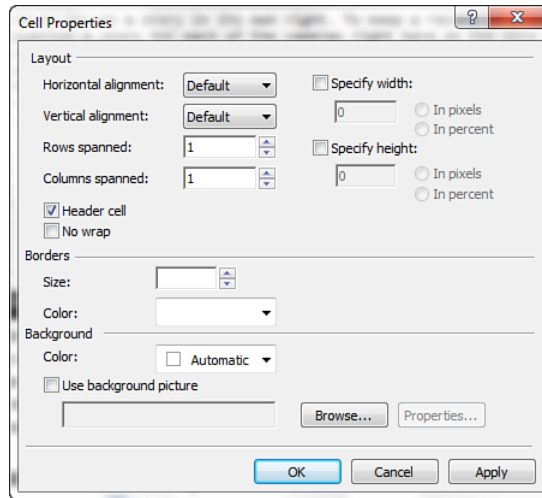 Cell Properties
?
X
Layout
Horizontal alignment: Default
Specify width:
0
In pixels
In percent
Vertical alignment: Default
Rows spanned: 1
Specify height:
0
In pixels
In percent
Columns spanned: 1
Header cell
No wrap
Borders
Size:
Color:
Background
Color: Automatic
Use background picture
Browse... Properties...
OK Cancel Apply